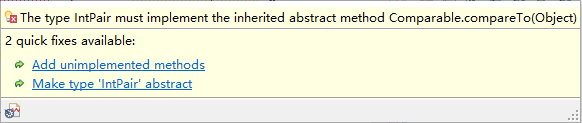 The type IntPair must implement the inherited abstract method Comparable.compareTo(Object)
2 quick fixes available:
Add unimplemented methods
Make type 'IntPair' abstract